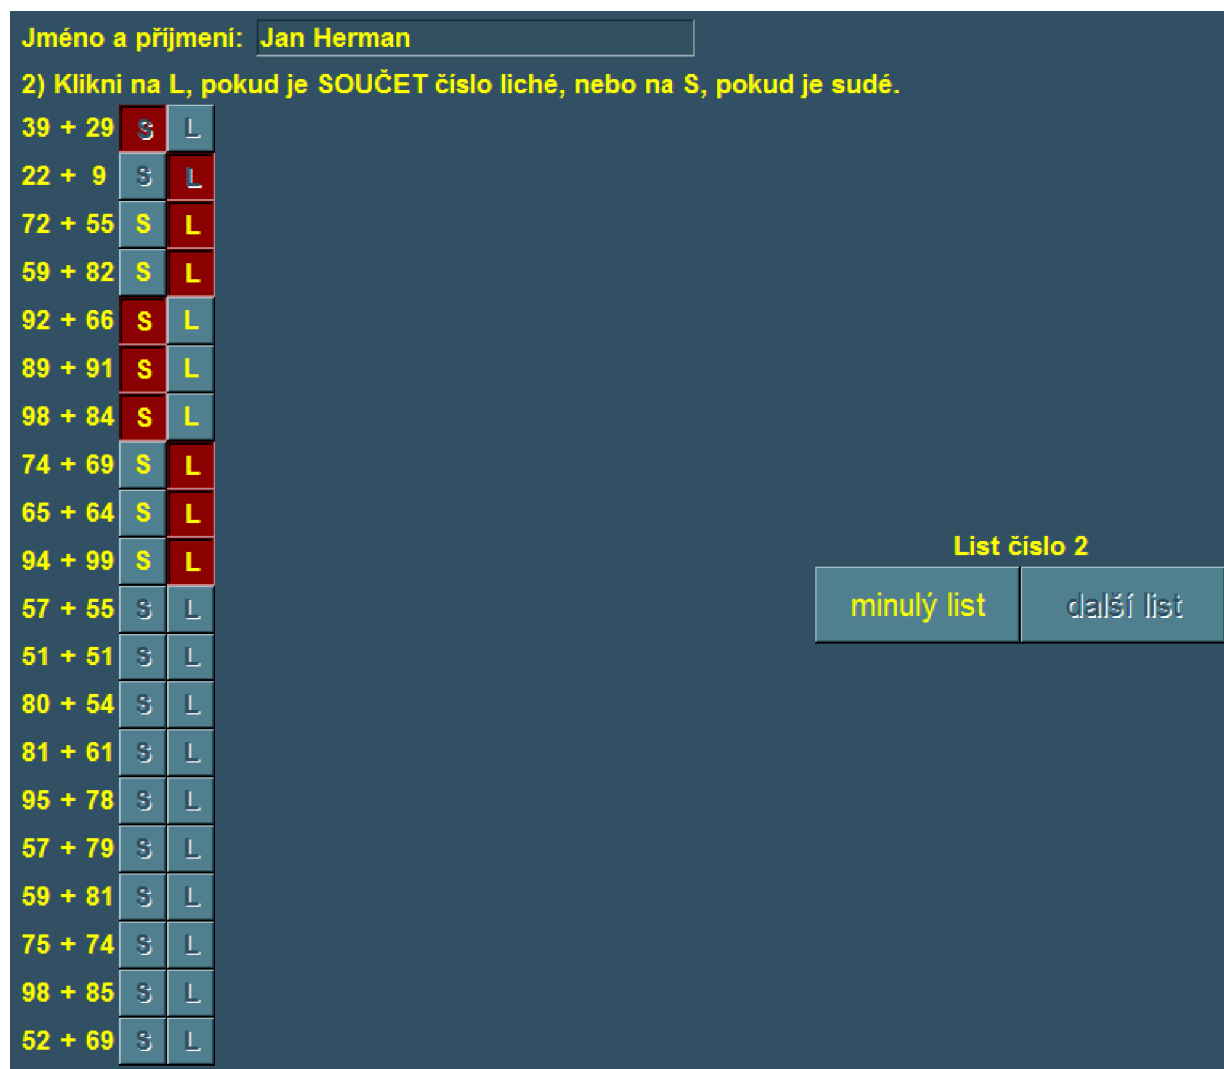 Jméno a příjmení: Jan Herman
2) Klikni na L, pokud je SOUČET číslo liché, nebo na S, pokud je sudé.
39 + 29 S L
22 + 9 S L
72 + 55 S L
59 + 82 S L
92 + 66 S L
89 + 91 S L
98 + 84 S L
74 + 69 S L
65 + 64 S L
94 + 99 S L
57 + 55 S L
51 + 51 S L
80 + 54 S L
81 + 61 S L
95 + 78 S L
57 + 79 S L
59 + 81 S L
75 + 74 S L
98 + 85 S L
52 + 69 S L
List číslo 2
minulý list další list